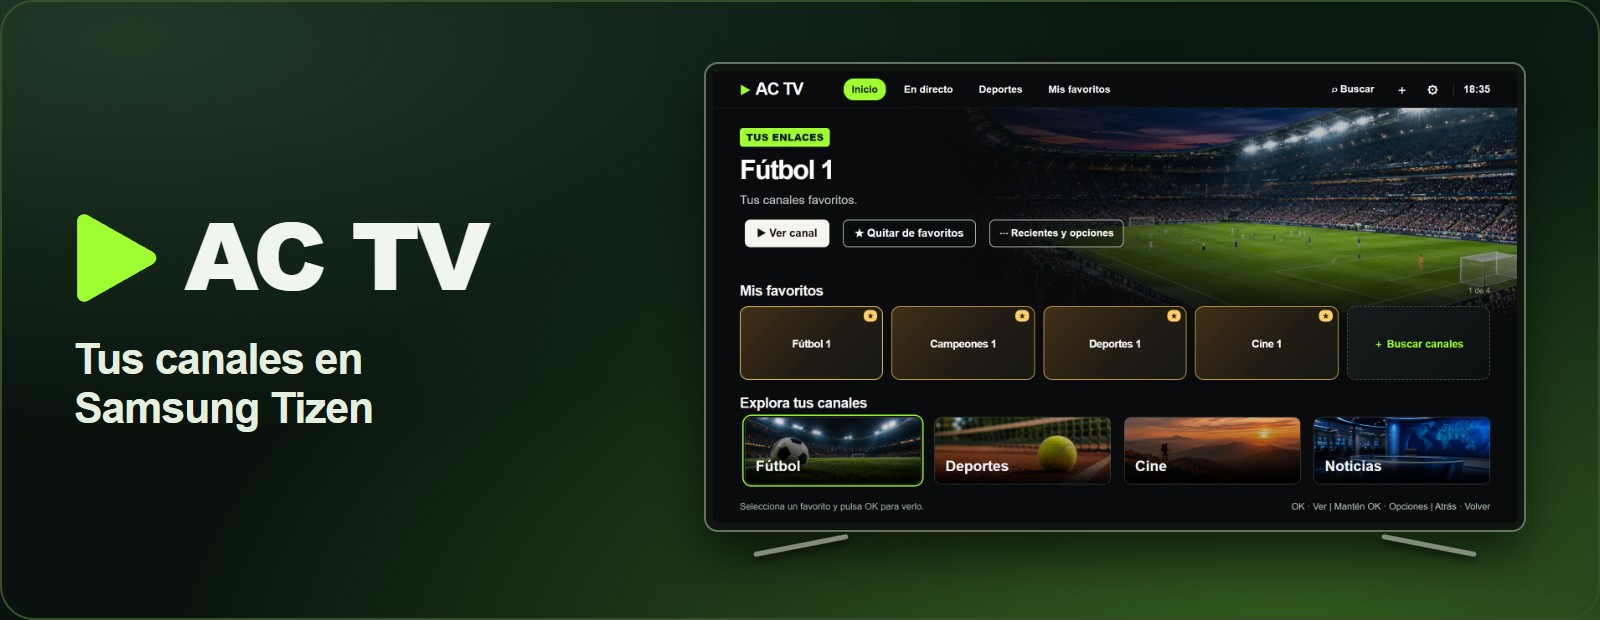 AC TV
Tus canales en
Samsung Tizen
AC TV
Inicio
En directo
Deportes
Mis favoritos
Buscar
18:35
TUS ENLACES
Fútbol 1
Tus canales favoritos.
▶ Ver canal
★ Quitar de favoritos
··· Recientes y opciones
1 de 4
Mis favoritos
Fútbol 1
Campeones 1
Deportes 1
Cine 1
+ Buscar canales
Explora tus canales
Fútbol
Deportes
Cine
Noticias
Selecciona un favorito y pulsa OK para verlo.
OK · Ver | Mantén OK · Opciones | Atrás · Volver